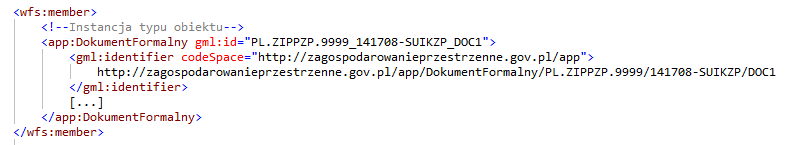 <wfs:member>
<!--Instancja typu obiektu-->
<app:DokumentFormalny gml:id="PL.ZIPPZP.9999_141708-SUIKZP_DOC1">
<gml:identifier codeSpace="http://zagospodarowanieprzestrzenne.gov.pl/app">
http://zagospodarowanieprzestrzenne.gov.pl/app/DokumentFormalny/PL.ZIPPZP.9999/141708-SUIKZP/DOC1
</gml:identifier>
[...]
</app:DokumentFormalny>
</wfs:member>